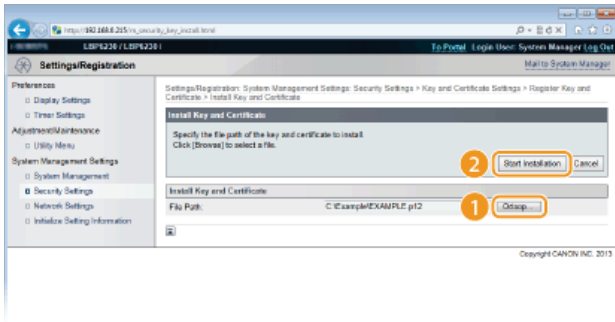 https://192.168.0.215/m_security_key_install.html
LBP6230 / LBP6230
To Portal Login User: System Manager Log Out
Settings/Registration
Mail to System Manager
Preferences
Display Settings
Timer Settings
Adjustment/Maintenance
Utility Menu
System Management Settings
System Management
Security Settings
Network Settings
Initialize Setting Information
Settings/Registration: System Management Settings: Security Settings > Key and Certificate Settings > Register Key and
Certificate > Install Key and Certificate
Install Key and Certificate
Specify the file path of the key and certificate to install.
Click [Browse] to select a file.
2
Start Installation
Cancel
Install Key and Certificate
File Path:
C:\Example\EXAMPLE.p12
1
Copyright CANON INC. 2013